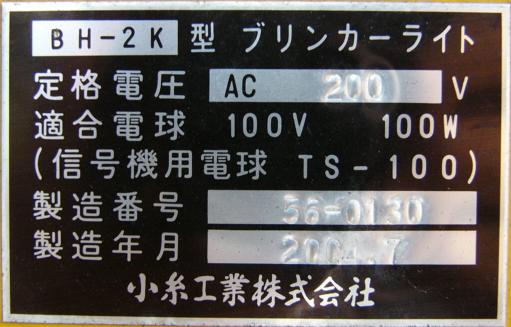 BH-2K型 ブリンカーライト
定格電圧 AC 200 V
適合電球 100V 100W
(信号機用電球 TS-100)
製造番号 56-0130
製造年月 2004.7
小糸工業株式会社